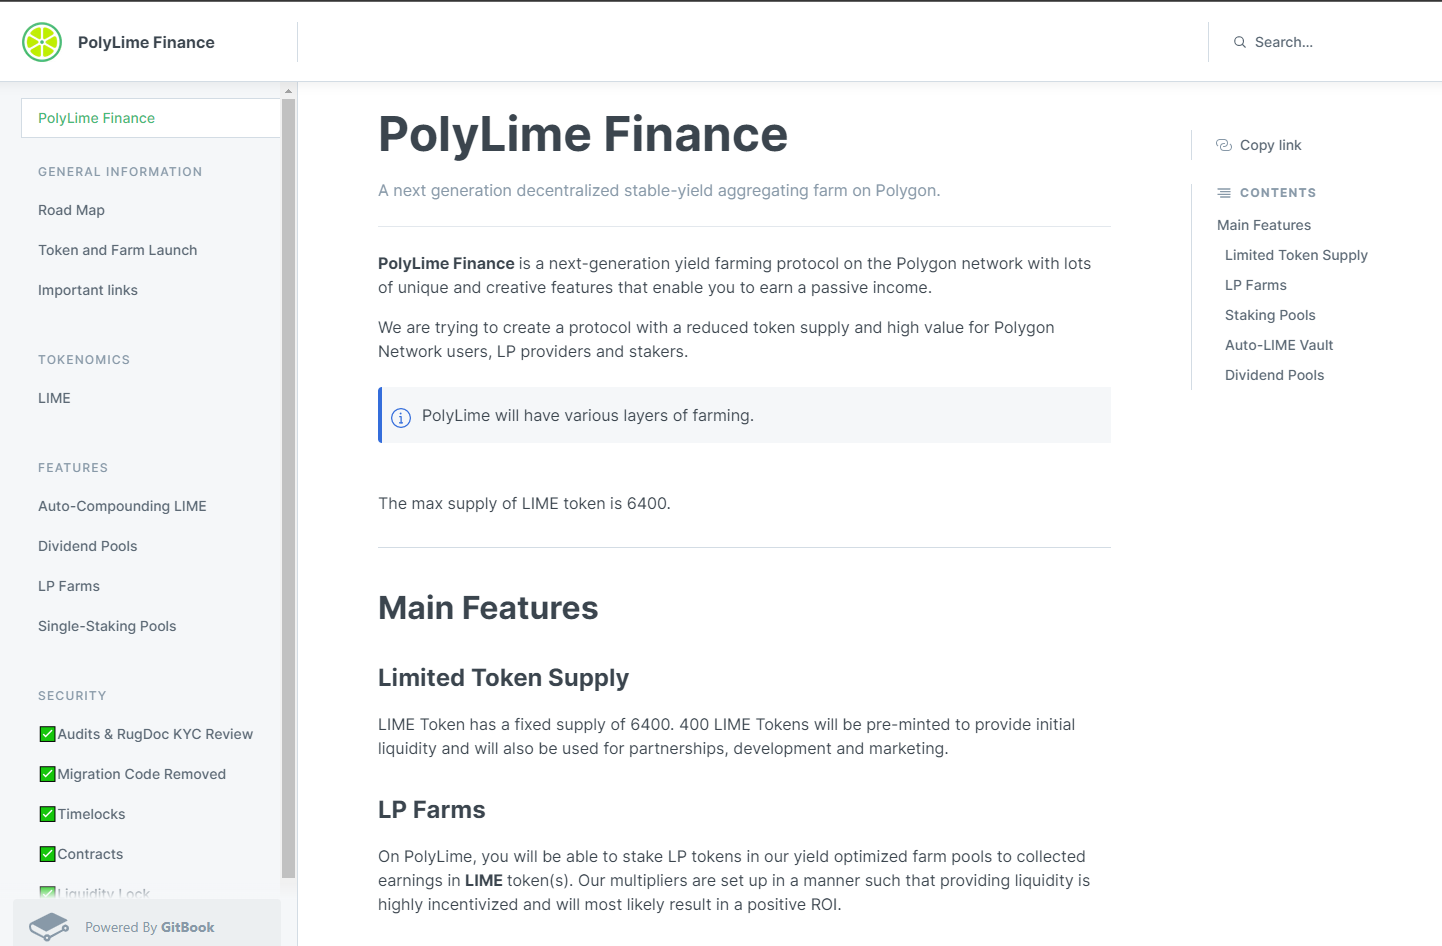 PolyLime Finance
Search...
PolyLime Finance
GENERAL INFORMATION
Road Map
Token and Farm Launch
Important links
TOKENOMICS
LIME
FEATURES
Auto-Compounding LIME
Dividend Pools
LP Farms
Single-Staking Pools
SECURITY
✅Audits & RugDoc KYC Review
✅Migration Code Removed
✅Timelocks
✅Contracts
✅Liquidity Lock
Powered By GitBook
PolyLime Finance
A next generation decentralized stable-yield aggregating farm on Polygon.
PolyLime Finance is a next-generation yield farming protocol on the Polygon network with lots
of unique and creative features that enable you to earn a passive income.
We are trying to create a protocol with a reduced token supply and high value for Polygon
Network users, LP providers and stakers.
PolyLime will have various layers of farming.
The max supply of LIME token is 6400.
Main Features
Limited Token Supply
LIME Token has a fixed supply of 6400. 400 LIME Tokens will be pre-minted to provide initial
liquidity and will also be used for partnerships, development and marketing.
LP Farms
On PolyLime, you will be able to stake LP tokens in our yield optimized farm pools to collected
earnings in LIME token(s). Our multipliers are set up in a manner such that providing liquidity is
highly incentivized and will most likely result in a positive ROI.
Copy link
CONTENTS
Main Features
Limited Token Supply
LP Farms
Staking Pools
Auto-LIME Vault
Dividend Pools